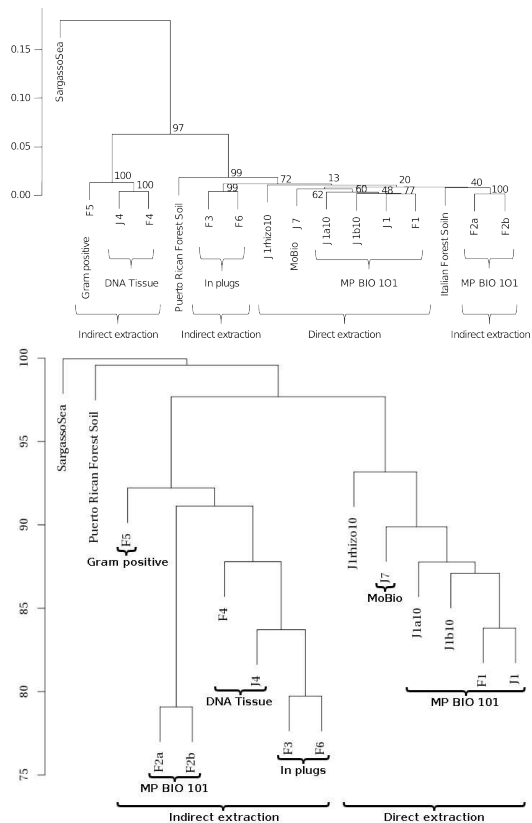 0.15
0.10
0.05
0.00
SargassoSea
97
100
100
99
99
72
13
62
60
48
20
77
40
100
F5
J 4
F4
Puerto Rican Forest Soil
F3
F6
J 1rhizo10
J 7
J 1a10
J 1b10
J 1
F1
Italian Forest Soiln
F2a
F2b
Gram positive
DNA Tissue
In plugs
MoBio
MP BIO 1O1
MP BIO 1O1
Indirect extraction
Indirect extraction
Direct extraction
Indirect extraction
100
95
90
85
80
75
SargassoSea
Puerto Rican Forest Soil
F5
Gram positive
F4
J4
DNA Tissue
F2a
F2b
MP BIO 101
F3
F6
In plugs
J1rhizo10
J7
MoBio
J1a10
J1b10
F1
J1
MP BIO 101
Indirect extraction
Direct extraction